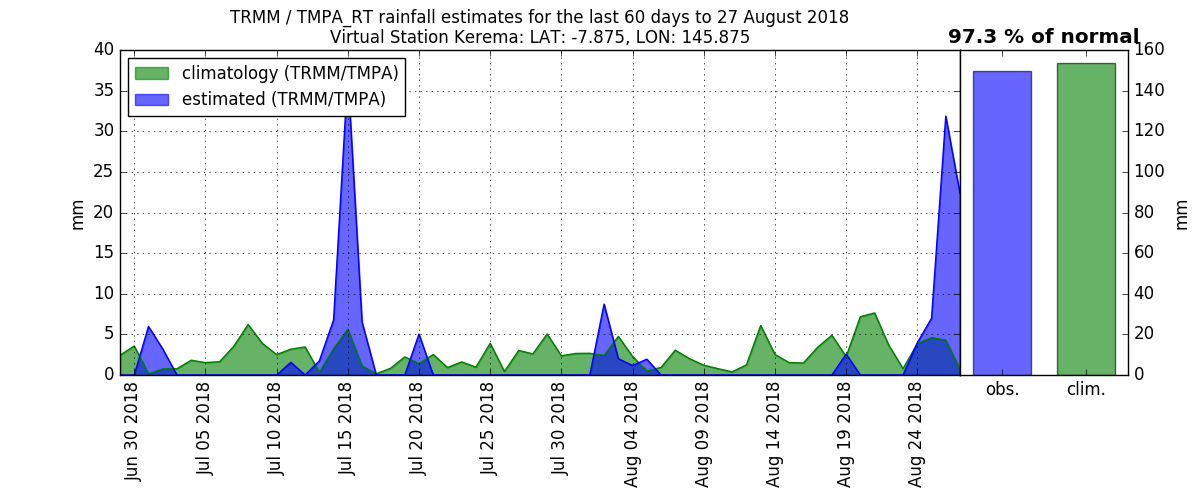 TRMM / TMPA_RT rainfall estimates for the last 60 days to 27 August 2018
Virtual Station Kerema: LAT: -7.875, LON: 145.875
97.3 % of normal
climatology (TRMM/TMPA)
estimated (TRMM/TMPA)
40
35
30
25
20
15
10
5
0
mm
Jun 30 2018
Jul 05 2018
Jul 10 2018
Jul 15 2018
Jul 20 2018
Jul 25 2018
Jul 30 2018
Aug 04 2018
Aug 09 2018
Aug 14 2018
Aug 19 2018
Aug 24 2018
obs.
clim.
160
140
120
100
80
60
40
20
0
mm